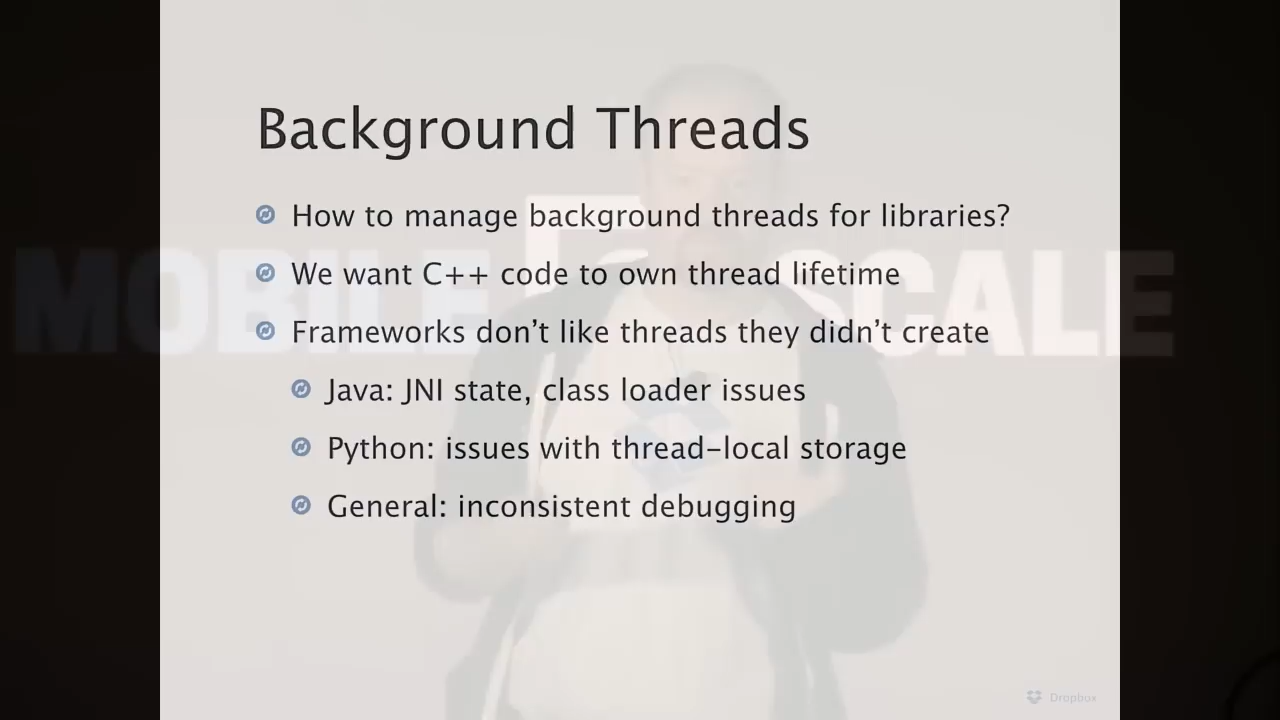 Background Threads
How to manage background threads for libraries?
We want C++ code to own thread lifetime
MOBILE @ SCALE
Frameworks don’t like threads they didn’t create
Java: JNI state, class loader issues
Python: issues with thread-local storage
General: inconsistent debugging
Dropbox